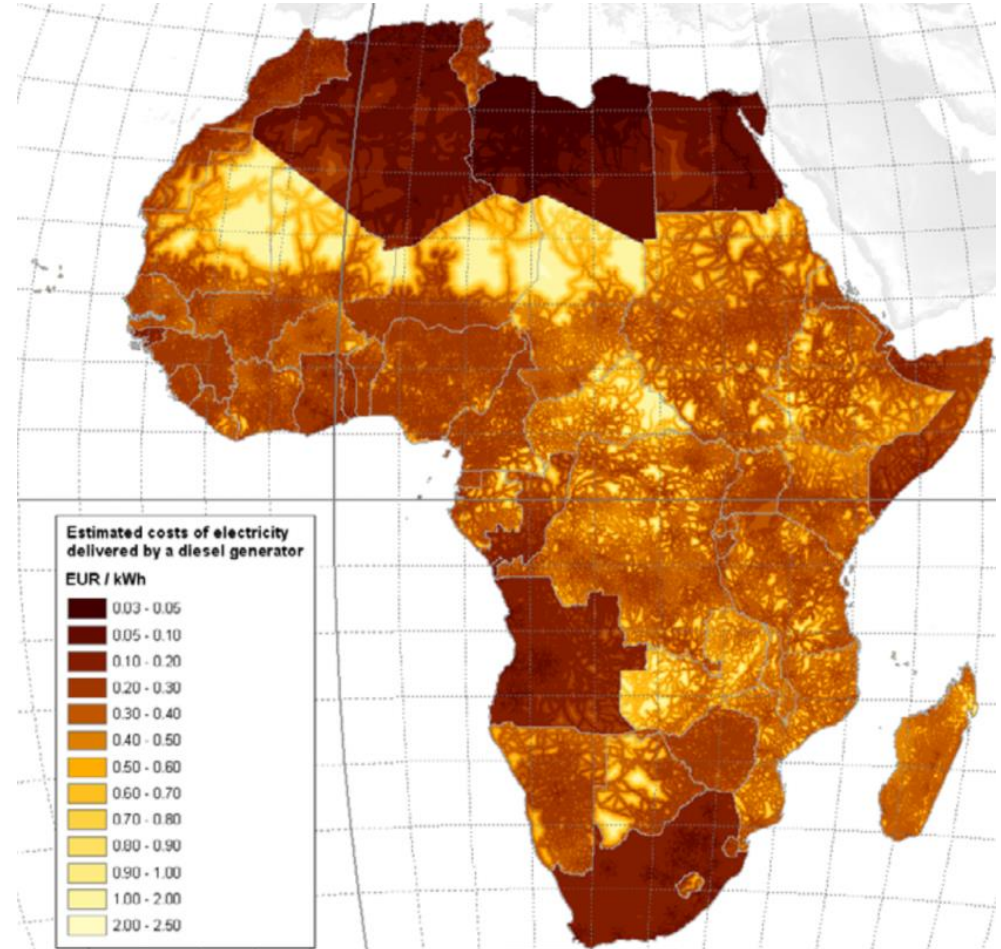 Estimated costs of electricity
delivered by a diesel generator
EUR / kWh
0.03 - 0.05
0.05 - 0.10
0.10 - 0.20
0.20 - 0.30
0.30 - 0.40
0.40 - 0.50
0.50 - 0.60
0.60 - 0.70
0.70 - 0.80
0.80 - 0.90
0.90 - 1.00
1.00 - 2.00
2.00 - 2.50